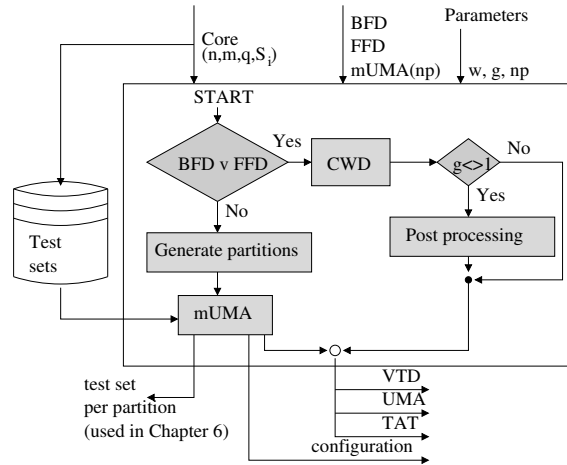 Core
(n,m,q,S_i)
BFD
FFD
mUMA(np)
Parameters
w, g, np
START
BFD v FFD
Yes
CWD
g<>1
No
Yes
Post processing
No
Generate partitions
Test
sets
mUMA
test set
per partition
(used in Chapter 6)
VTD
UMA
TAT
configuration